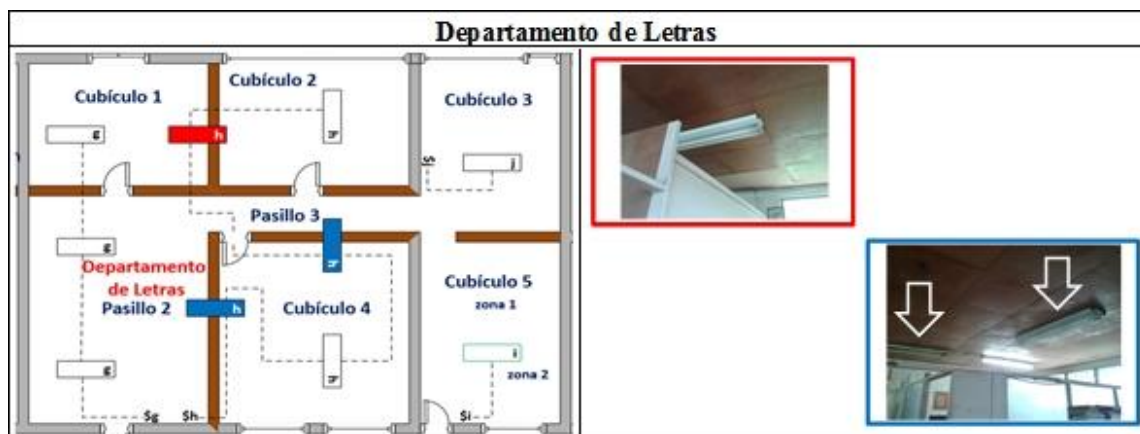 Departamento de Letras
Cubículo 1
Cubículo 2
Cubículo 3
g
h
h
j
$j
Pasillo 3
g
h
Departamento
de Letras
Pasillo 2
h
Cubículo 4
Cubículo 5
zona 1
g
h
i
zona 2
$g
$h
$i